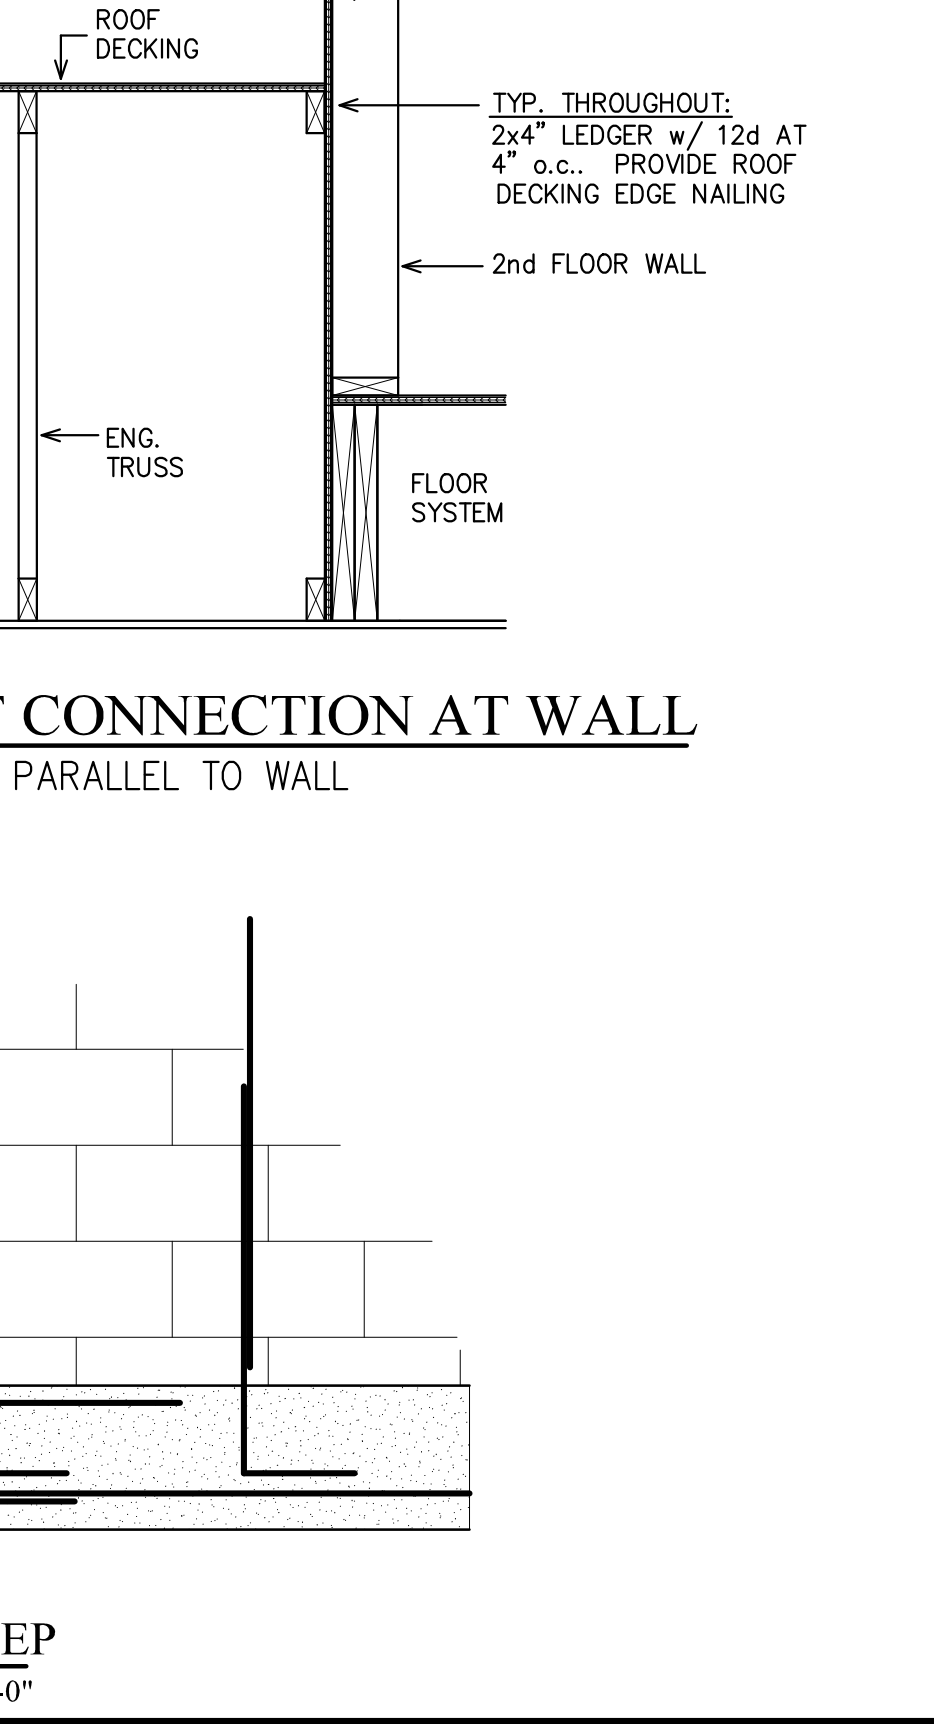 ROOF
DECKING
TYP. THROUGHOUT:
2x4" LEDGER w/ 12d AT
4" o.c.. PROVIDE ROOF
DECKING EDGE NAILING
2nd FLOOR WALL
ENG.
TRUSS
FLOOR
SYSTEM
CONNECTION AT WALL
PARALLEL TO WALL
EP
-0"